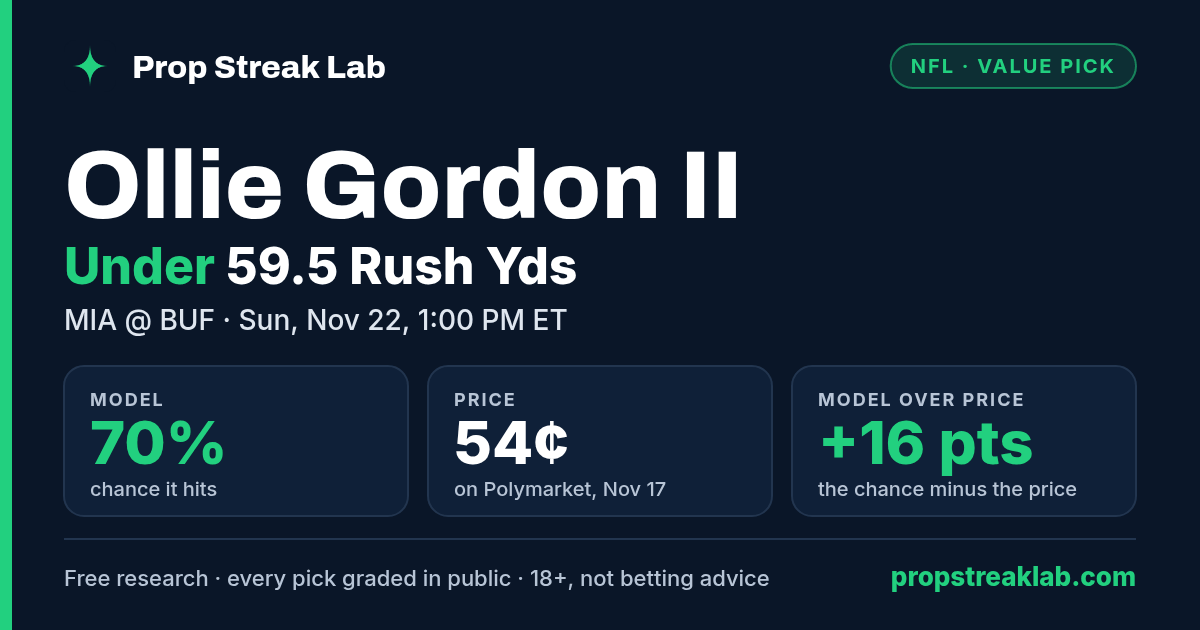 Prop Streak Lab
NFL · VALUE PICK
Ollie Gordon II
Under 59.5 Rush Yds
MIA @ BUF · Sun, Nov 22, 1:00 PM ET
MODEL
70%
chance it hits
PRICE
54¢
on Polymarket, Nov 17
MODEL OVER PRICE
+16 pts
the chance minus the price
Free research · every pick graded in public · 18+, not betting advice
propstreaklab.com